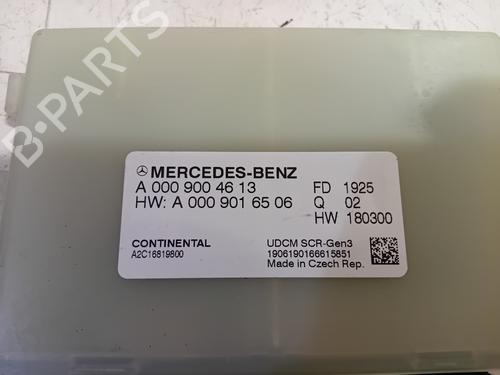 B-PARTS
MERCEDES-BENZ
A 000 900 46 13 FD 1925
HW: A 000 901 65 06 Q 02
HW 180300
CONTINENTAL UDCM SCR-Gen3
A2C16819800 1906190166615851
Made in Czech Rep.